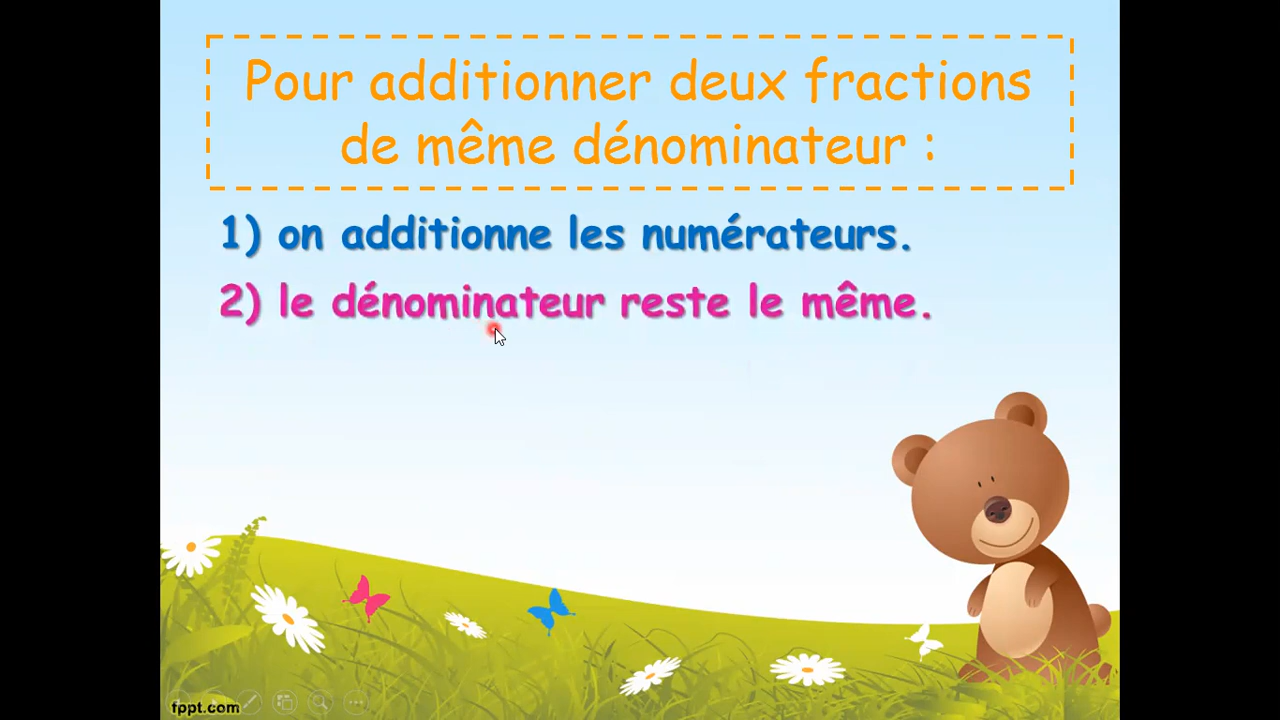 Pour additionner deux fractions
de même dénominateur :
1) on additionne les numérateurs.
2) le dénominateur reste le même.
fppt.com